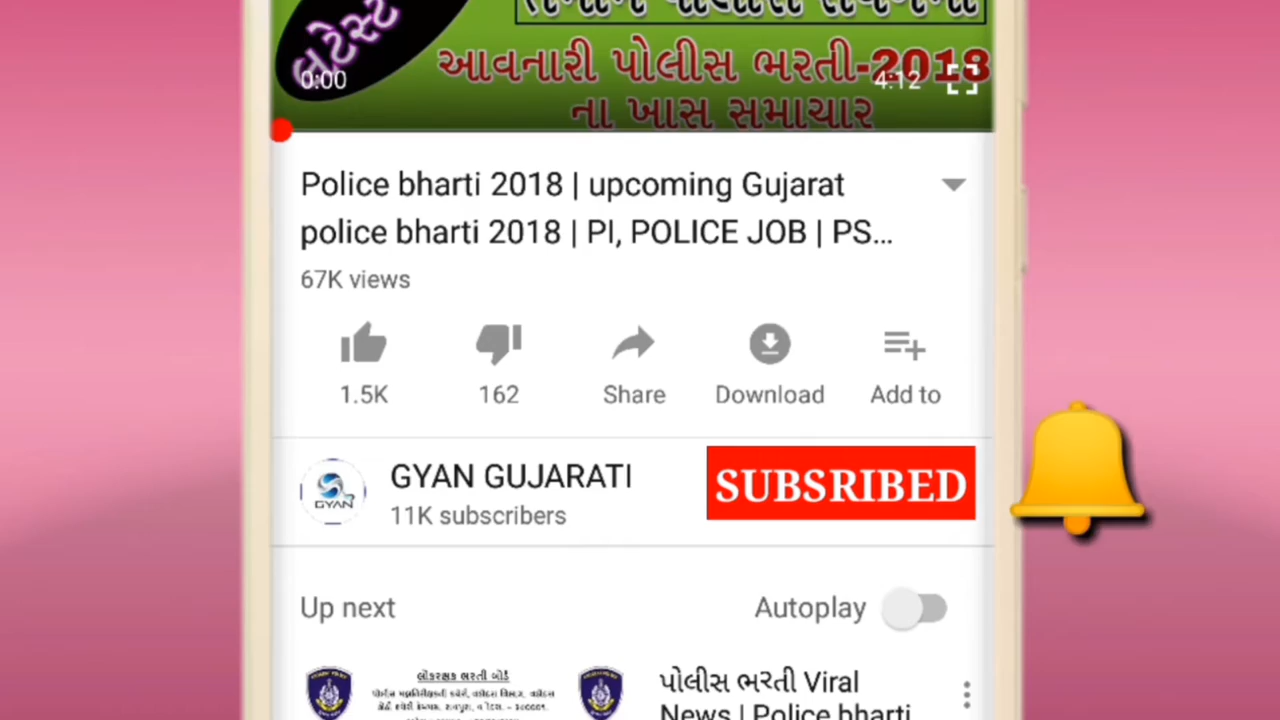 લેટેસ્ટ
આવનારી પોલીસ ભરતી-2018
0:00
4:12
ના ખાસ સમાચાર
Police bharti 2018 | upcoming Gujarat
police bharti 2018 | PI, POLICE JOB | PS...
67K views
1.5K
162
Share
Download
Add to
GYAN
GYAN GUJARATI
11K subscribers
SUBSRIBED
Up next
Autoplay
લોકરક્ષક ભરતી બોર્ડ
પોલીસ ભરતી Viral
News | Police bharti